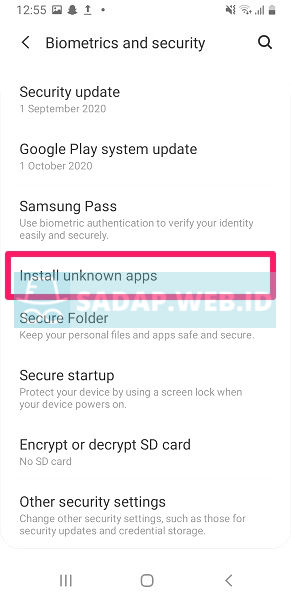 12:55
Biometrics and security
Security update
1 September 2020
Google Play system update
1 October 2020
Samsung Pass
Use biometric authentication to verify your identity
easily and securely.
Install unknown apps
SADAP.WEB.ID
Secure Folder
Keep your personal files and apps safe and secure.
Secure startup
Protect your device by using a screen lock when
your device powers on.
Encrypt or decrypt SD card
No SD card
Other security settings
Change other security settings, such as those for
security updates and credential storage.